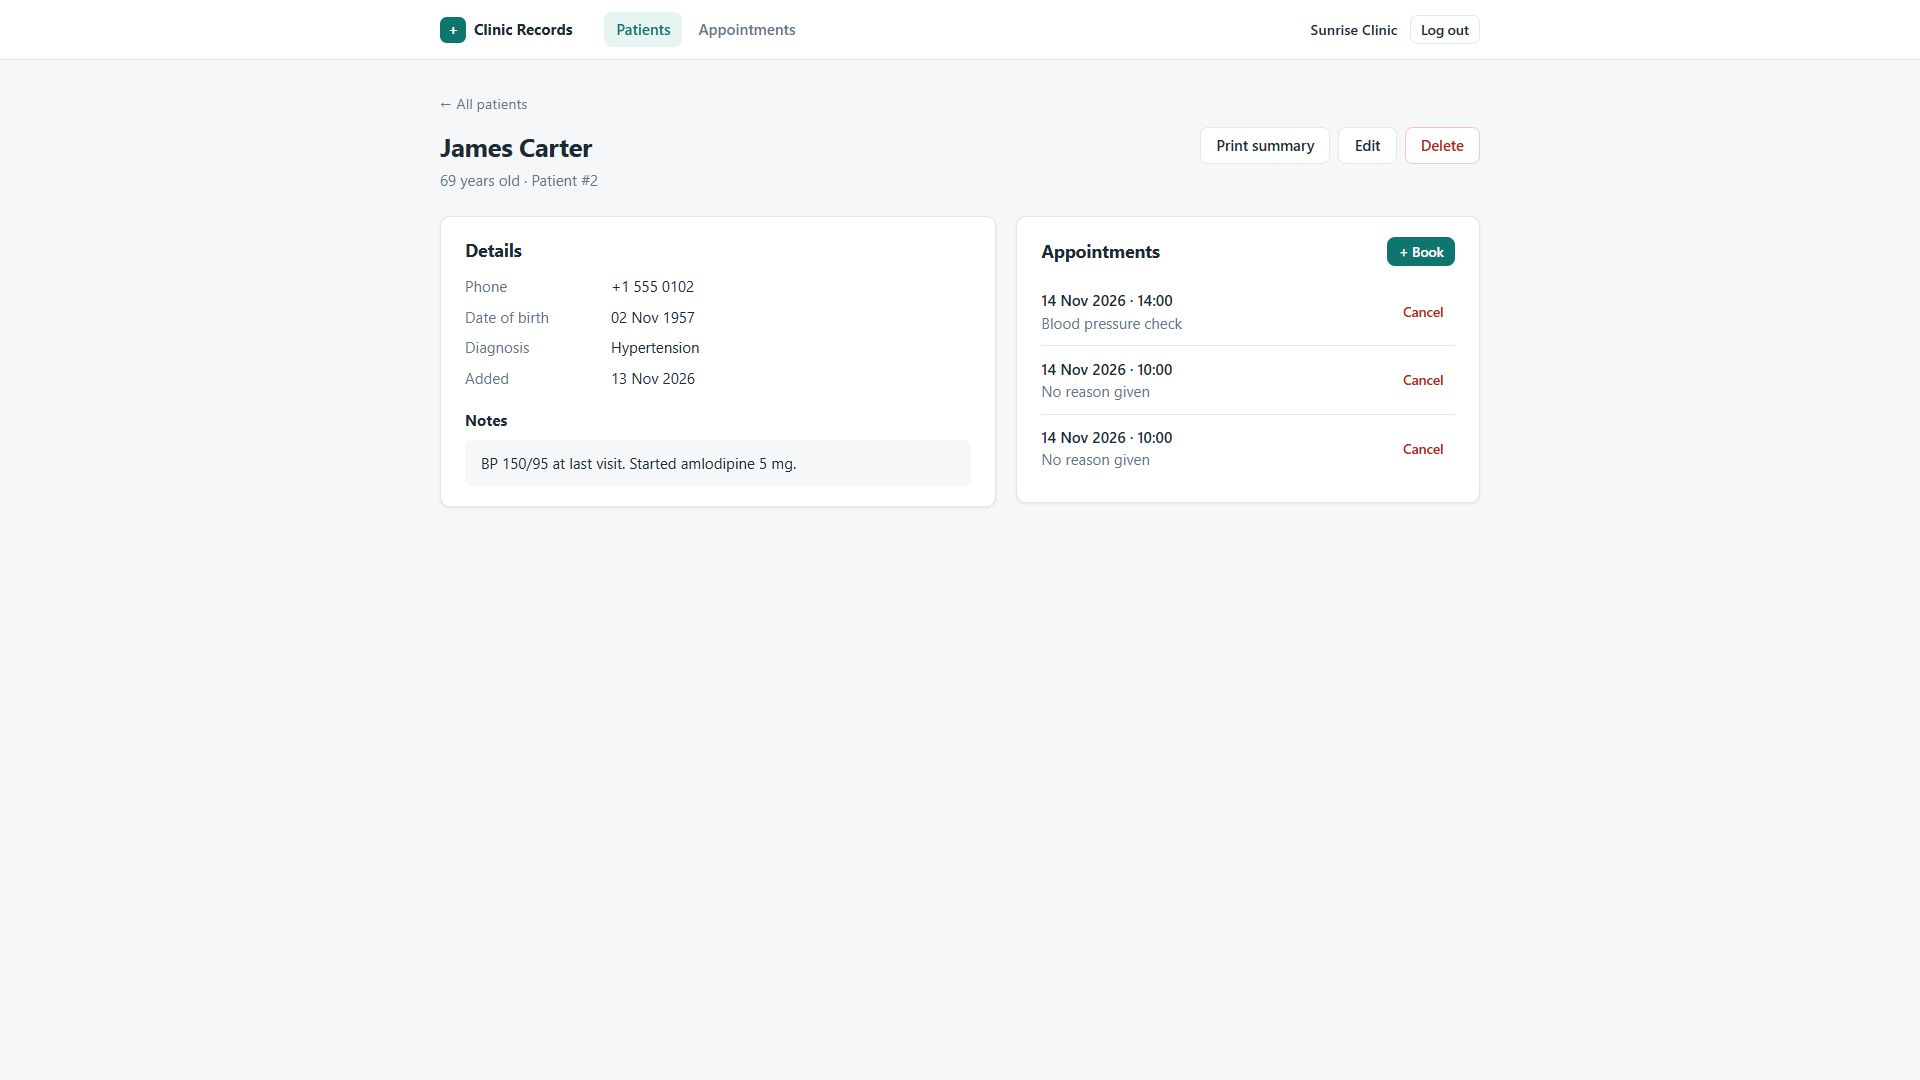 + Clinic Records Patients Appointments Sunrise Clinic Log out
← All patients
James Carter
Print summary Edit Delete
69 years old · Patient #2
Details
Phone +1 555 0102
Date of birth 02 Nov 1957
Diagnosis Hypertension
Added 13 Nov 2026
Notes
BP 150/95 at last visit. Started amlodipine 5 mg.
Appointments + Book
14 Nov 2026 · 14:00
Blood pressure check
Cancel
14 Nov 2026 · 10:00
No reason given
Cancel
14 Nov 2026 · 10:00
No reason given
Cancel